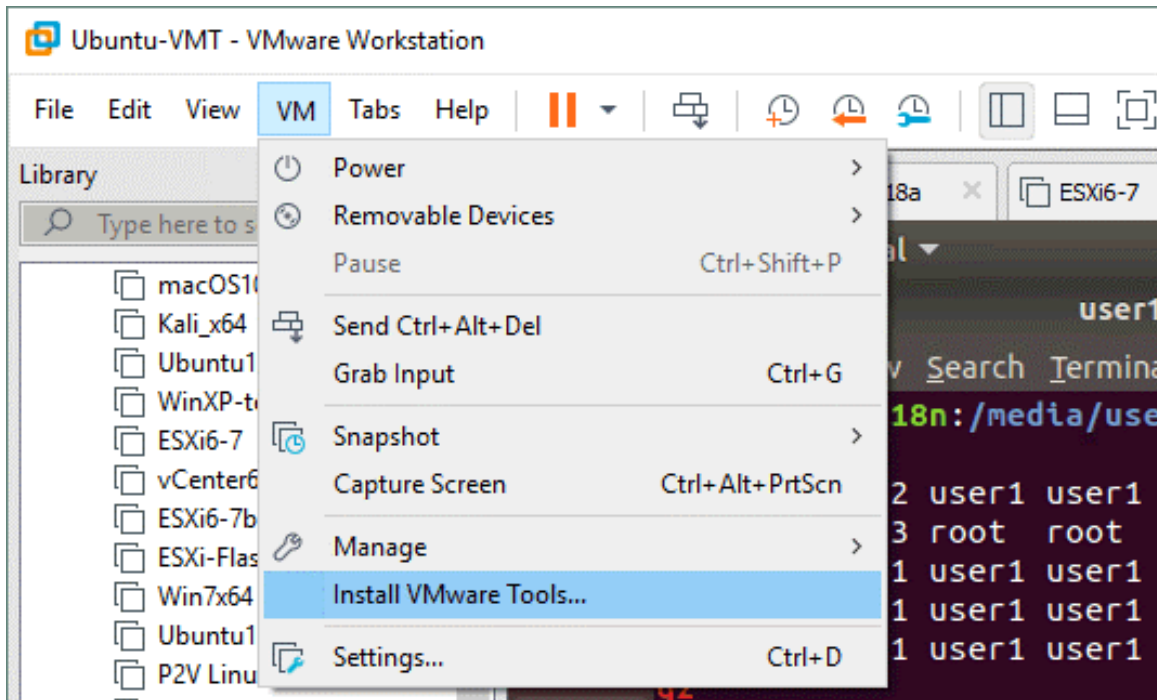 Ubuntu-VMT - VMware Workstation
File Edit View VM Tabs Help
Library
Type here to s
macOS10
Kali_x64
Ubuntu1
WinXP-te
ESXi6-7
vCenter6
ESXi6-7b
ESXi-Flas
Win7x64
Ubuntu1
P2V Linu
Power
Removable Devices
Pause Ctrl+Shift+P
Send Ctrl+Alt+Del
Grab Input Ctrl+G
Snapshot
Capture Screen Ctrl+Alt+PrtScn
Manage
Install VMware Tools...
Settings... Ctrl+D
18a ESXi6-7
al
user1
w Search Termina
18n:/media/use
2 user1 user1
3 root root
1 user1 user1
1 user1 user1
1 user1 user1
gz